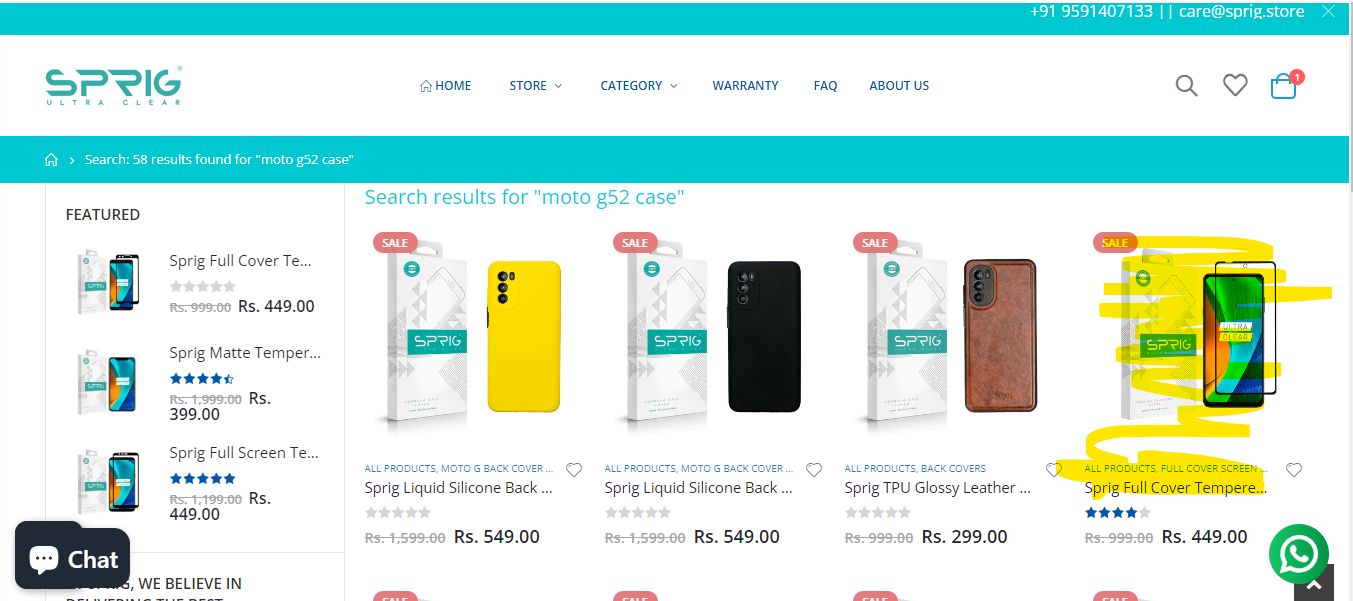 +91 9591407133 || care@sprig.store
SPRIG
ULTRA CLEAR
HOME STORE CATEGORY WARRANTY FAQ ABOUT US
1
Search: 58 results found for "moto g52 case"
FEATURED
Sprig Full Cover Te...
Rs. 999.00 Rs. 449.00
Sprig Matte Temper...
Rs. 1,999.00 Rs.
399.00
Sprig Full Screen Te...
Rs. 1,199.00 Rs.
449.00
Chat
SPRIG, WE BELIEVE IN
DELIVERING THE BEST
Search results for "moto g52 case"
SALE
SPRIG
ALL PRODUCTS, MOTO G BACK COVER ...
Sprig Liquid Silicone Back ...
Rs. 1,599.00 Rs. 549.00
SALE
SPRIG
ALL PRODUCTS, MOTO G BACK COVER ...
Sprig Liquid Silicone Back ...
Rs. 1,599.00 Rs. 549.00
SALE
SPRIG
ALL PRODUCTS, BACK COVERS
Sprig TPU Glossy Leather ...
Rs. 999.00 Rs. 299.00
SALE
SPRIG
ULTRA
CLEAR
ALL PRODUCTS, FULL COVER SCREEN ...
Sprig Full Cover Tempere...
Rs. 999.00 Rs. 449.00
SALE
SALE
SALE
SALE